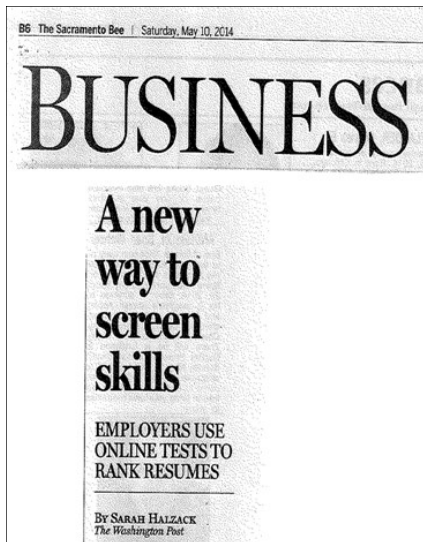 B6 The Sacramento Bee | Saturday, May 10, 2014
BUSINESS
A new
way to
screen
skills
EMPLOYERS USE
ONLINE TESTS TO
RANK RESUMES
BY SARAH HALZACK
The Washington Post